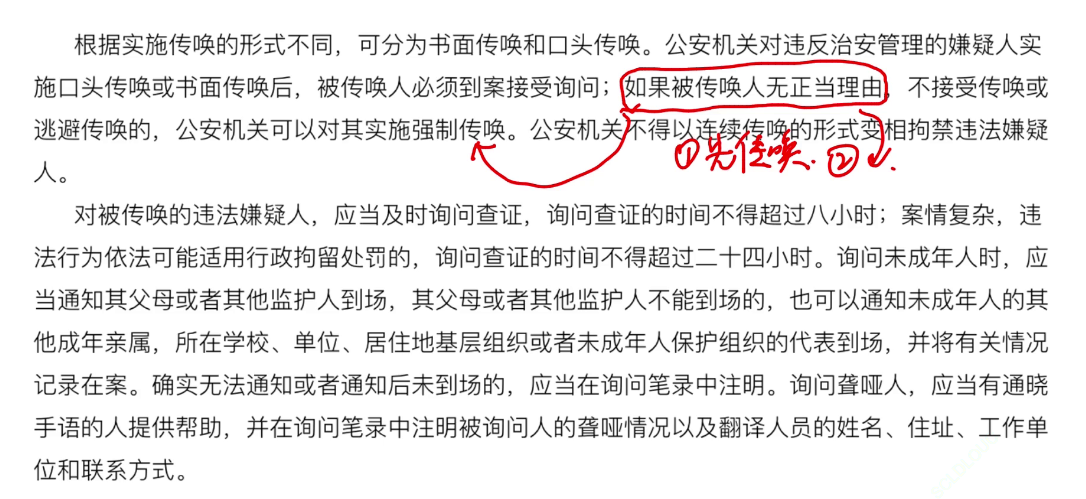 根据实施传唤的形式不同，可分为书面传唤和口头传唤。公安机关对违反治安管理的嫌疑人实
施口头传唤或书面传唤后，被传唤人必须到案接受询问；如果被传唤人无正当理由，不接受传唤或
逃避传唤的，公安机关可以对其实施强制传唤。公安机关不得以连续传唤的形式变相拘禁违法嫌疑
①先传唤. ②
人。
对被传唤的违法嫌疑人，应当及时询问查证，询问查证的时间不得超过八小时；案情复杂，违
法行为依法可能适用行政拘留处罚的，询问查证的时间不得超过二十四小时。询问未成年人时，应
当通知其父母或者其他监护人到场，其父母或者其他监护人不能到场的，也可以通知未成年人的其
他成年亲属，所在学校、单位、居住地基层组织或者未成年人保护组织的代表到场，并将有关情况
记录在案。确实无法通知或者通知后未到场的，应当在询问笔录中注明。询问聋哑人，应当有通晓
手语的人提供帮助，并在询问笔录中注明被询问人的聋哑情况以及翻译人员的姓名、住址、工作单
位和联系方式。